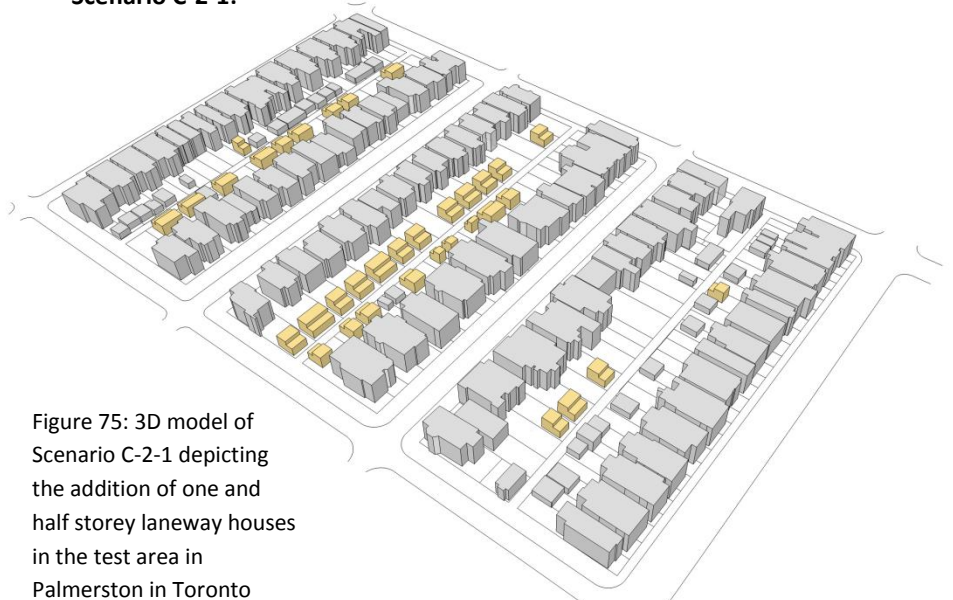 Scenario C-2-1:
Figure 75: 3D model of
Scenario C-2-1 depicting
the addition of one and
half storey laneway houses
in the test area in
Palmerston in Toronto